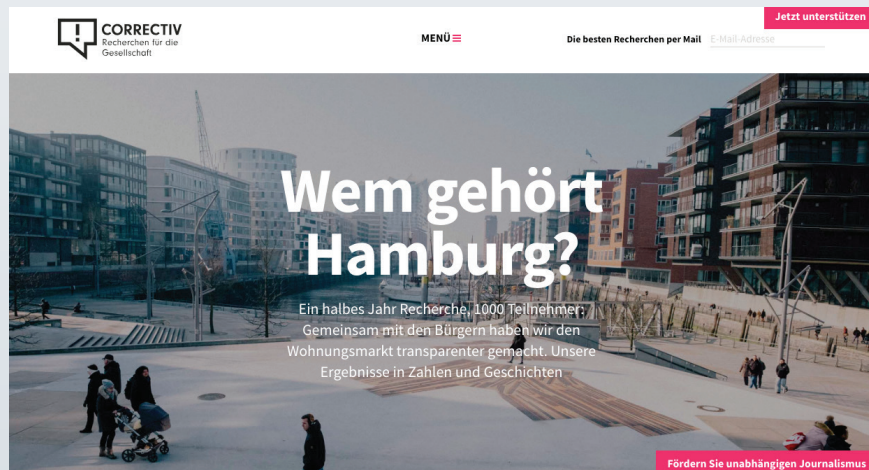 Jetzt unterstützen
CORRECTIV
Recherchen für die
Gesellschaft
MENÜ
Die besten Recherchen per Mail E-Mail-Adresse
Wem gehört
Hamburg?
Ein halbes Jahr Recherche, 1000 Teilnehmer:
Gemeinsam mit den Bürgern haben wir den
Wohnungsmarkt transparenter gemacht. Unsere
Ergebnisse in Zahlen und Geschichten
Fördern Sie unabhängigen Journalismus